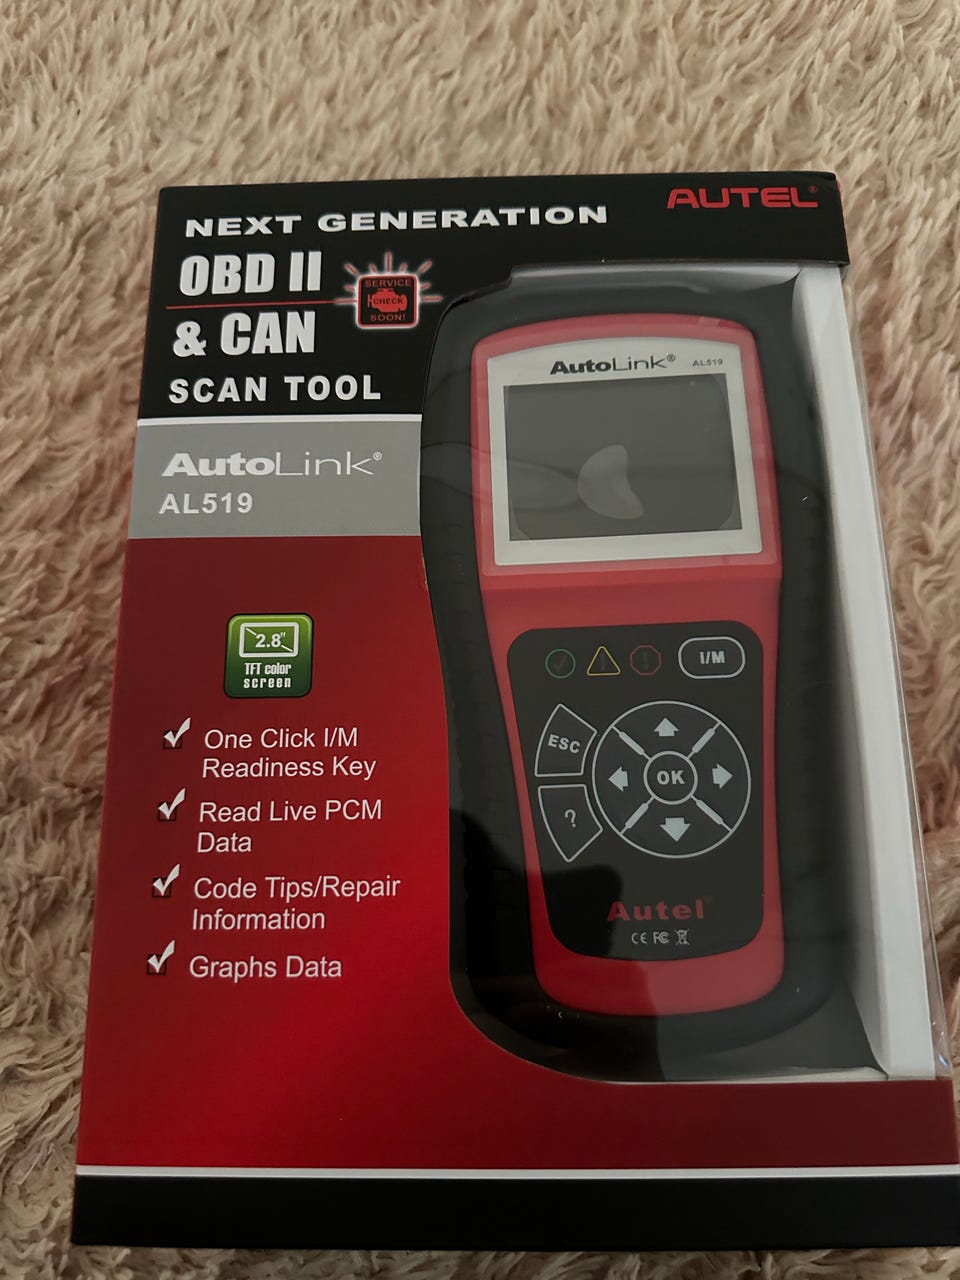 AUTEL®
NEXT GENERATION
OBD II
& CAN
SERVICE
CHECK
SOON!
SCAN TOOL
AutoLink®
AL519
2.8"
TFT color
screen
One Click I/M
Readiness Key
Read Live PCM
Data
Code Tips/Repair
Information
Graphs Data
AutoLink® AL519
I/M
ESC
OK
?
Autel
CE FC